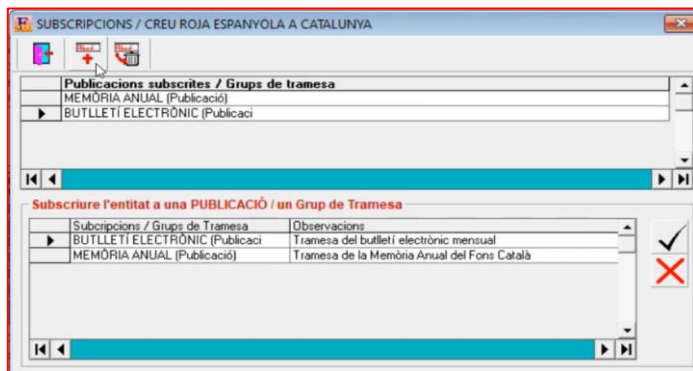 SUBSCRIPCIONS / CREU ROJA ESPANYOLA A CATALUNYA
Publicacions subscrites / Grups de tramesa
MEMÒRIA ANUAL (Publicació)
BUTLLETÍ ELECTRÒNIC (Publicaci
Subscriure l'entitat a una PUBLICACIÓ / un Grup de Tramesa
Subcripcions / Grups de Tramesa Observacions
BUTLLETÍ ELECTRÒNIC (Publicaci Tramesa del butlletí electrònic mensual
MEMÒRIA ANUAL (Publicació) Tramesa de la Memòria Anual del Fons Català